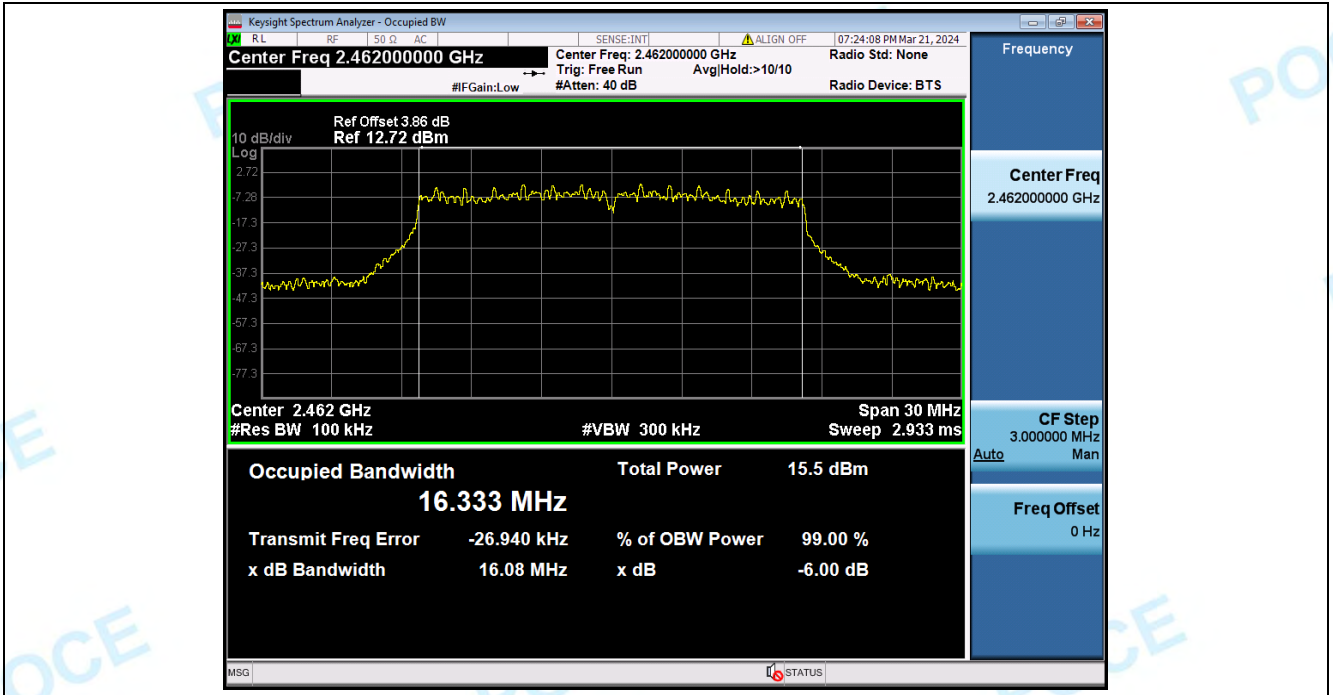 Keysight Spectrum Analyzer - Occupied BW
LXI RL RF 50 Ω AC SENSE:INT ALIGN OFF 07:24:08 PM Mar 21, 2024
Center Freq 2.462000000 GHz
Center Freq: 2.462000000 GHz
Radio Std: None
Trig: Free Run Avg|Hold:>10/10
#IFGain:Low #Atten: 40 dB Radio Device: BTS
Frequency
Ref Offset 3.86 dB
10 dB/div Ref 12.72 dBm
Log
2.72
-7.28
-17.3
-27.3
-37.3
-47.3
-57.3
-67.3
-77.3
Center 2.462 GHz Span 30 MHz
#Res BW 100 kHz #VBW 300 kHz Sweep 2.933 ms
Center Freq
2.462000000 GHz
CF Step
3.000000 MHz
Auto Man
Freq Offset
0 Hz
Occupied Bandwidth Total Power 15.5 dBm
16.333 MHz
Transmit Freq Error -26.940 kHz % of OBW Power 99.00 %
x dB Bandwidth 16.08 MHz x dB -6.00 dB
MSG STATUS
PO
E
OCE
CE